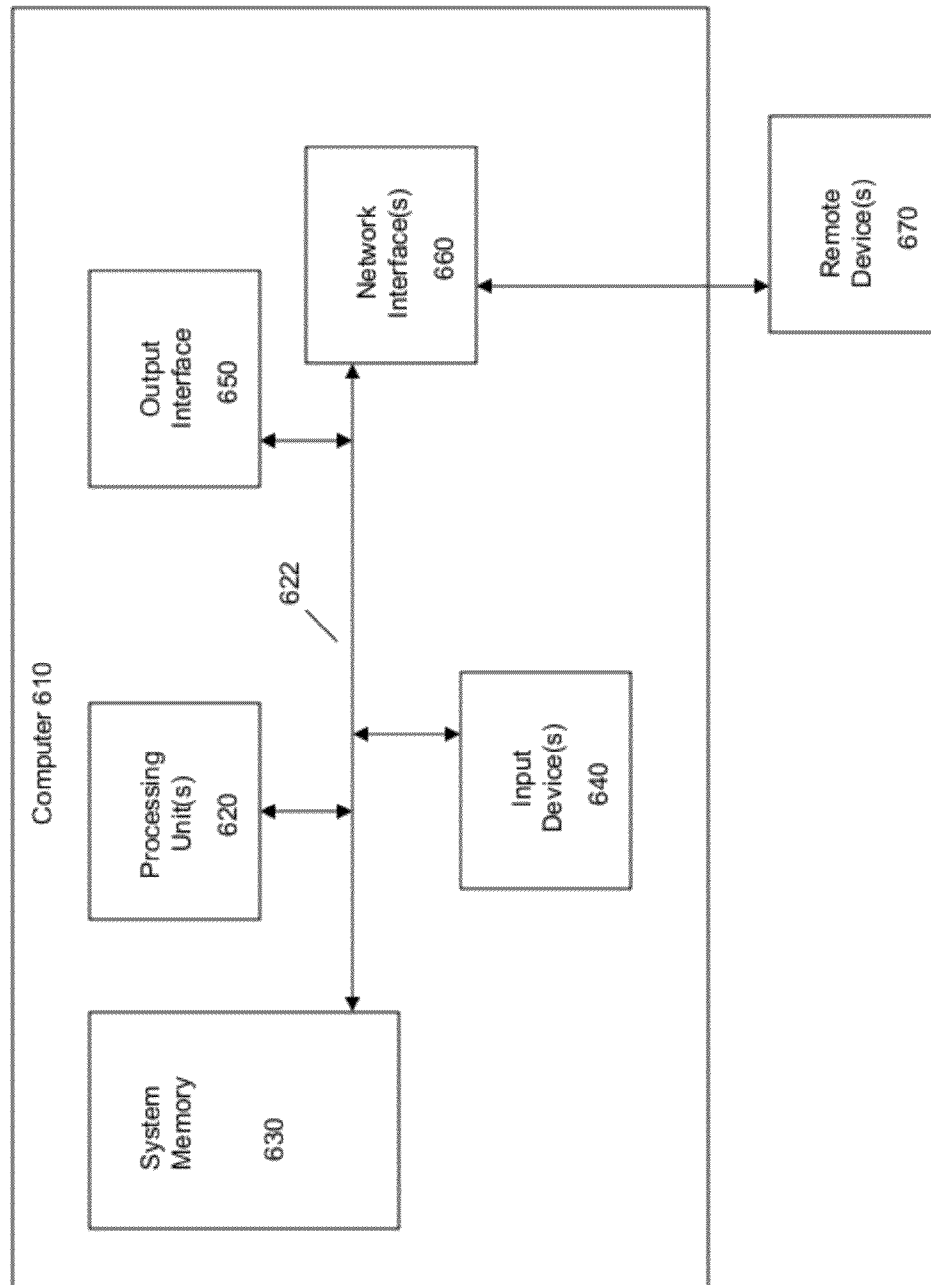 Computer 610
System
Memory
630
Processing
Unit(s)
620
Output
Interface
650
622
Network
Interface(s)
660
Input
Device(s)
640
Remote
Device(s)
670